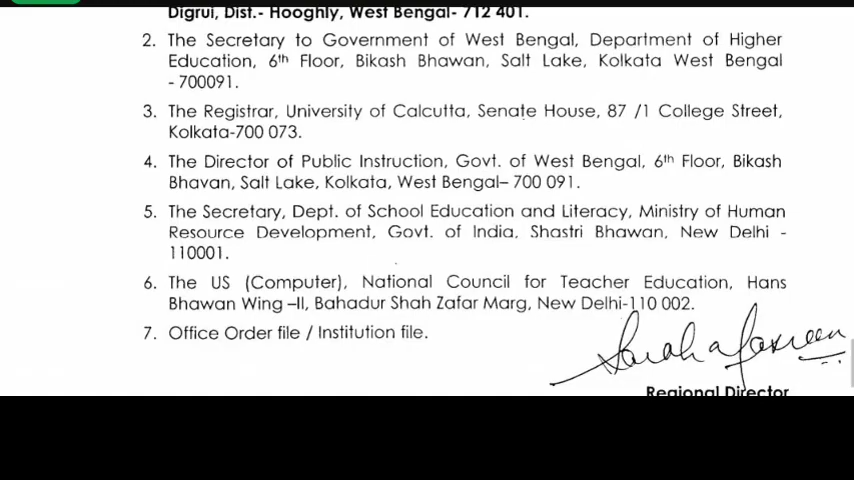 Digrui, Dist.- Hooghly, West Bengal- 712 401.
2. The Secretary to Government of West Bengal, Department of Higher
Education, 6th Floor, Bikash Bhawan, Salt Lake, Kolkata West Bengal
- 700091.
3. The Registrar, University of Calcutta, Senate House, 87 /1 College Street,
Kolkata-700 073.
4. The Director of Public Instruction, Govt. of West Bengal, 6th Floor, Bikash
Bhavan, Salt Lake, Kolkata, West Bengal– 700 091.
5. The Secretary, Dept. of School Education and Literacy, Ministry of Human
Resource Development, Govt. of India, Shastri Bhawan, New Delhi -
110001.
6. The US (Computer), National Council for Teacher Education, Hans
Bhawan Wing –II, Bahadur Shah Zafar Marg, New Delhi-110 002.
7. Office Order file / Institution file.
Regional Director